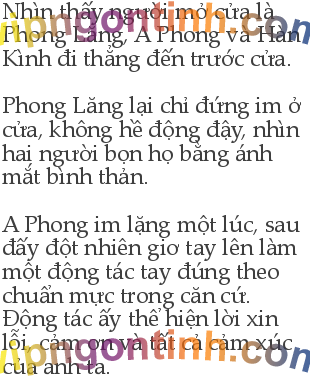 Nhìn thấy người mở cửa là
Phong Lăng, A Phong và Hàn
Kình đi thẳng đến trước cửa.
Phong Lăng lại chỉ đứng im ở
cửa, không hề động đậy, nhìn
hai người bọn họ bằng ánh
mắt bình thản.
A Phong im lặng một lúc, sau
đấy đột nhiên giơ tay lên làm
một động tác tay đúng theo
chuẩn mực trong căn cứ.
Động tác ấy thể hiện lời xin
lỗi, cảm ơn và tất cả cảm xúc
của anh ta.
vipngontinh.com